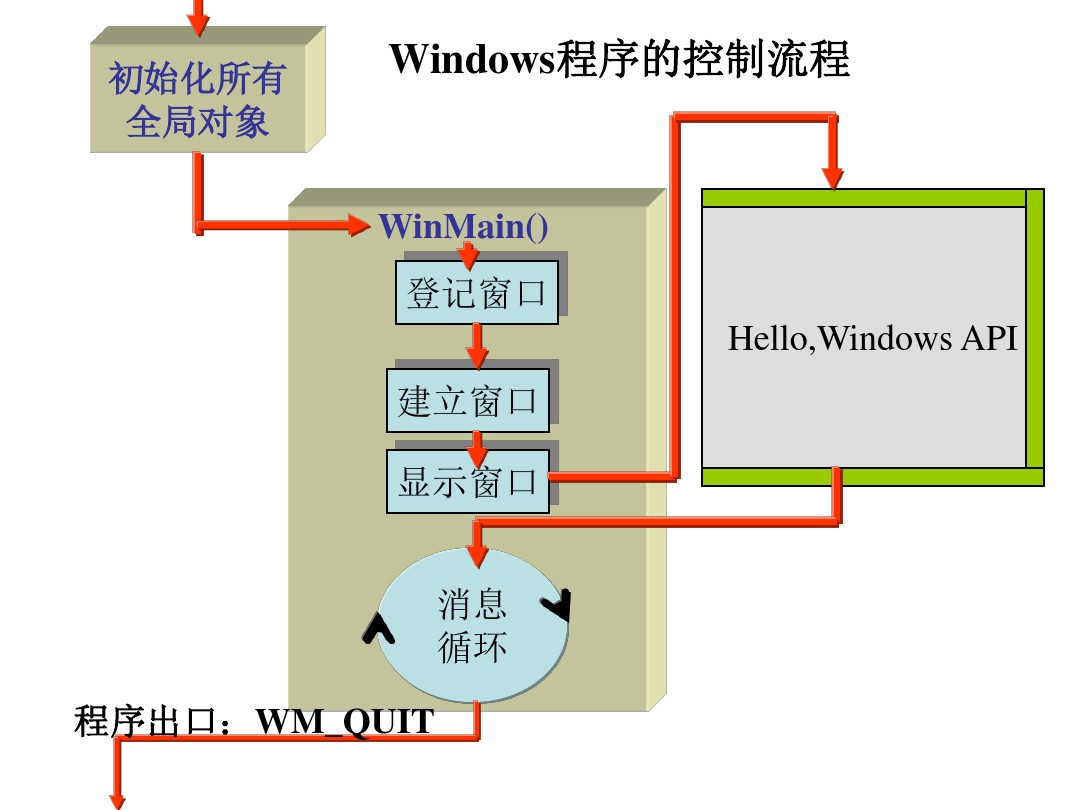 Windows程序的控制流程
初始化所有
全局对象
WinMain()
登记窗口
建立窗口
显示窗口
Hello,Windows API
消息
循环
程序出口：WM_QUIT